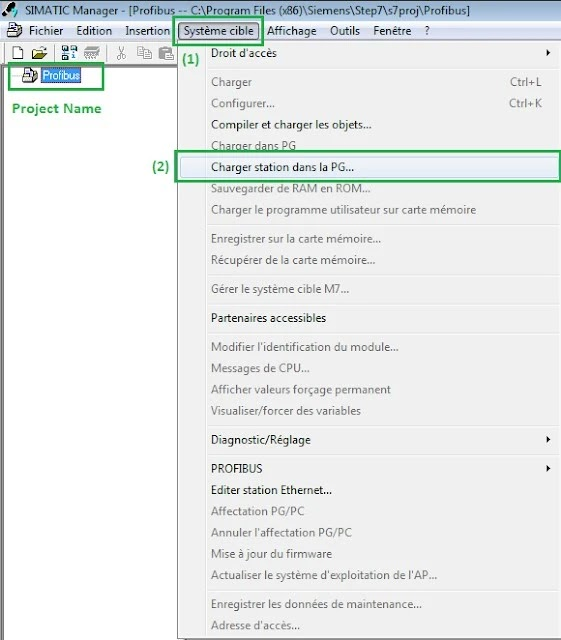 SIMATIC Manager - [Profibus -- C:\Program Files (x86)\Siemens\Step7\s7proj\Profibus]
Fichier Edition Insertion Système cible Affichage Outils Fenêtre ?
(1) Droit d'accès
Profibus
Charger Ctrl+L
Project Name
Configurer... Ctrl+K
Compiler et charger les objets...
Charger dans PG
(2) Charger station dans la PG...
Sauvegarder de RAM en ROM...
Charger le programme utilisateur sur carte mémoire
Enregistrer sur la carte mémoire...
Récupérer de la carte mémoire...
Gérer le système cible M7...
Partenaires accessibles
Modifier l'identification du module...
Messages de CPU...
Afficher valeurs forçage permanent
Visualiser/forcer des variables
Diagnostic/Réglage
PROFIBUS
Editer station Ethernet...
Affectation PG/PC
Annuler l'affectation PG/PC
Mise à jour du firmware
Actualiser le système d'exploitation de l'AP...
Enregistrer les données de maintenance...
Adresse d'accès...